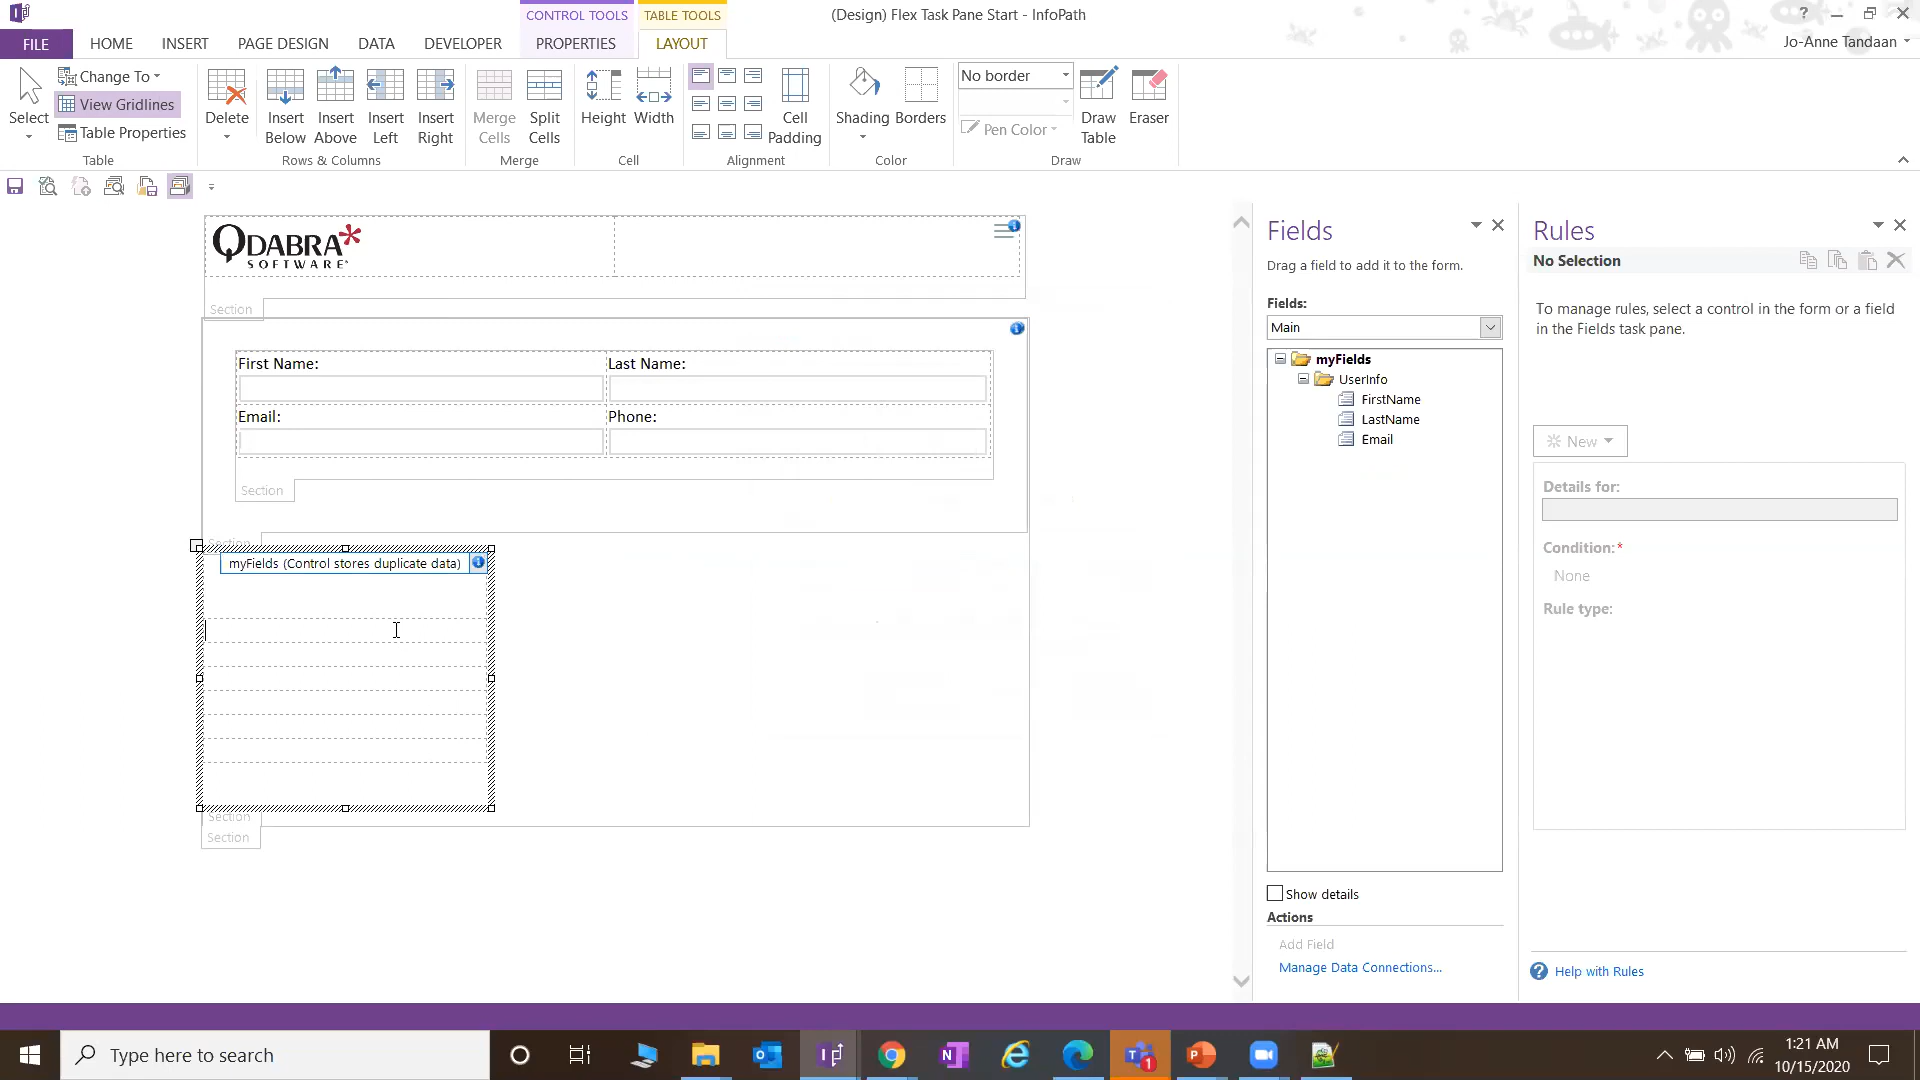 CONTROL TOOLS
TABLE TOOLS
(Design) Flex Task Pane Start - InfoPath
?
FILE
HOME
INSERT
PAGE DESIGN
DATA
DEVELOPER
PROPERTIES
LAYOUT
Jo-Anne Tandaan
Select
Change To
View Gridlines
Table Properties
Table
Delete
Insert Below
Insert Above
Insert Left
Insert Right
Rows & Columns
Merge Cells
Split Cells
Merge
Height
Width
Cell
Cell Padding
Alignment
Shading
Borders
Color
No border
Pen Color
Draw Table
Eraser
Draw
QDABRA
SOFTWARE
Section
First Name:
Last Name:
Email:
Phone:
Section
Section
myFields (Control stores duplicate data)
Section
Section
Fields
Drag a field to add it to the form.
Fields:
Main
myFields
UserInfo
FirstName
LastName
Email
Show details
Actions
Add Field
Manage Data Connections...
Rules
No Selection
To manage rules, select a control in the form or a field
in the Fields task pane.
New
Details for:
Condition:*
None
Rule type:
Help with Rules
Type here to search
1:21 AM
10/15/2020